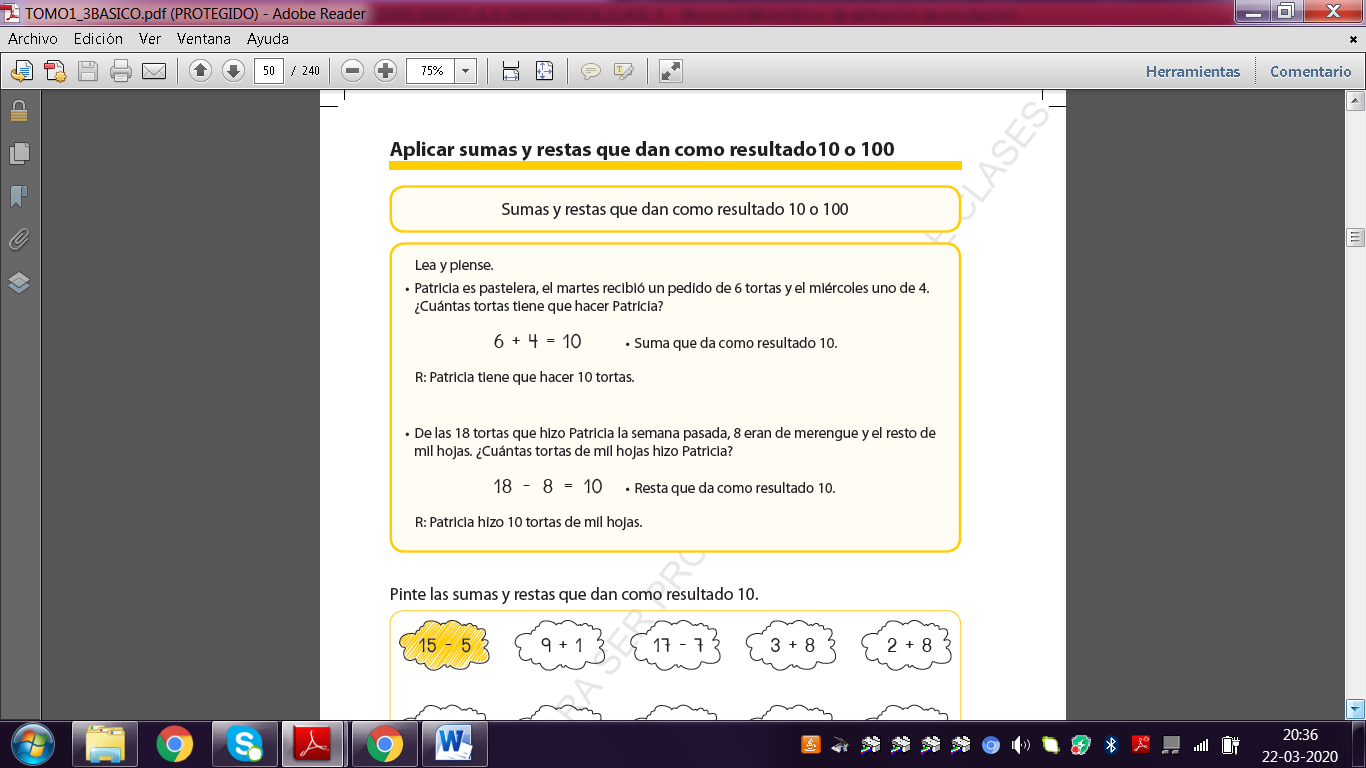 TOMO1_3BASICO.pdf (PROTEGIDO) - Adobe Reader
Archivo Edición Ver Ventana Ayuda
50 / 240 75% Herramientas Comentario
Aplicar sumas y restas que dan como resultado10 o 100
Sumas y restas que dan como resultado 10 o 100
Lea y piense.
• Patricia es pastelera, el martes recibió un pedido de 6 tortas y el miércoles uno de 4.
¿Cuántas tortas tiene que hacer Patricia?
6 + 4 = 10 • Suma que da como resultado 10.
R: Patricia tiene que hacer 10 tortas.
• De las 18 tortas que hizo Patricia la semana pasada, 8 eran de merengue y el resto de
mil hojas. ¿Cuántas tortas de mil hojas hizo Patricia?
18 - 8 = 10 • Resta que da como resultado 10.
R: Patricia hizo 10 tortas de mil hojas.
Pinte las sumas y restas que dan como resultado 10.
15 - 5 9 + 1 17 - 7 3 + 8 2 + 8
RA SER PRO
E CLASES
20:36
22-03-2020